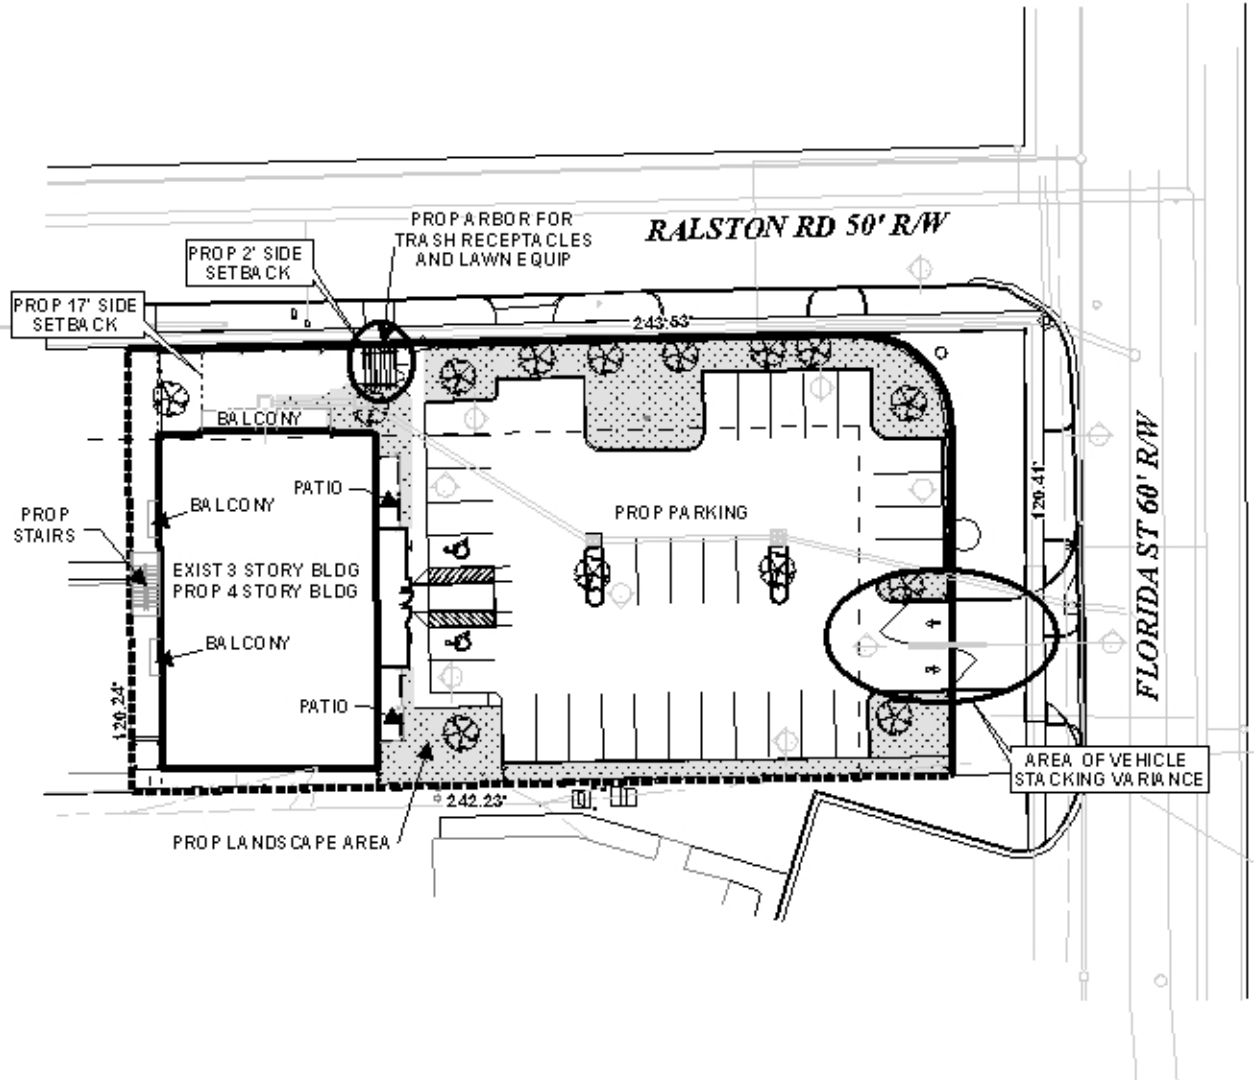 PROP ARBOR FOR
TRASH RECEPTACLES
AND LAWN EQUIP
RALSTON RD 50' R/W
PROP 2' SIDE
SETBACK
PROP 17' SIDE
SETBACK
243.53'
BALCONY
PATIO
BALCONY
PROP
STAIRS
PROP PARKING
120.41'
FLORIDA ST 60' R/W
EXIST 3 STORY BLDG
PROP 4 STORY BLDG
BALCONY
120.24'
PATIO
AREA OF VEHICLE
STACKING VARIANCE
242.23'
PROP LANDSCAPE AREA